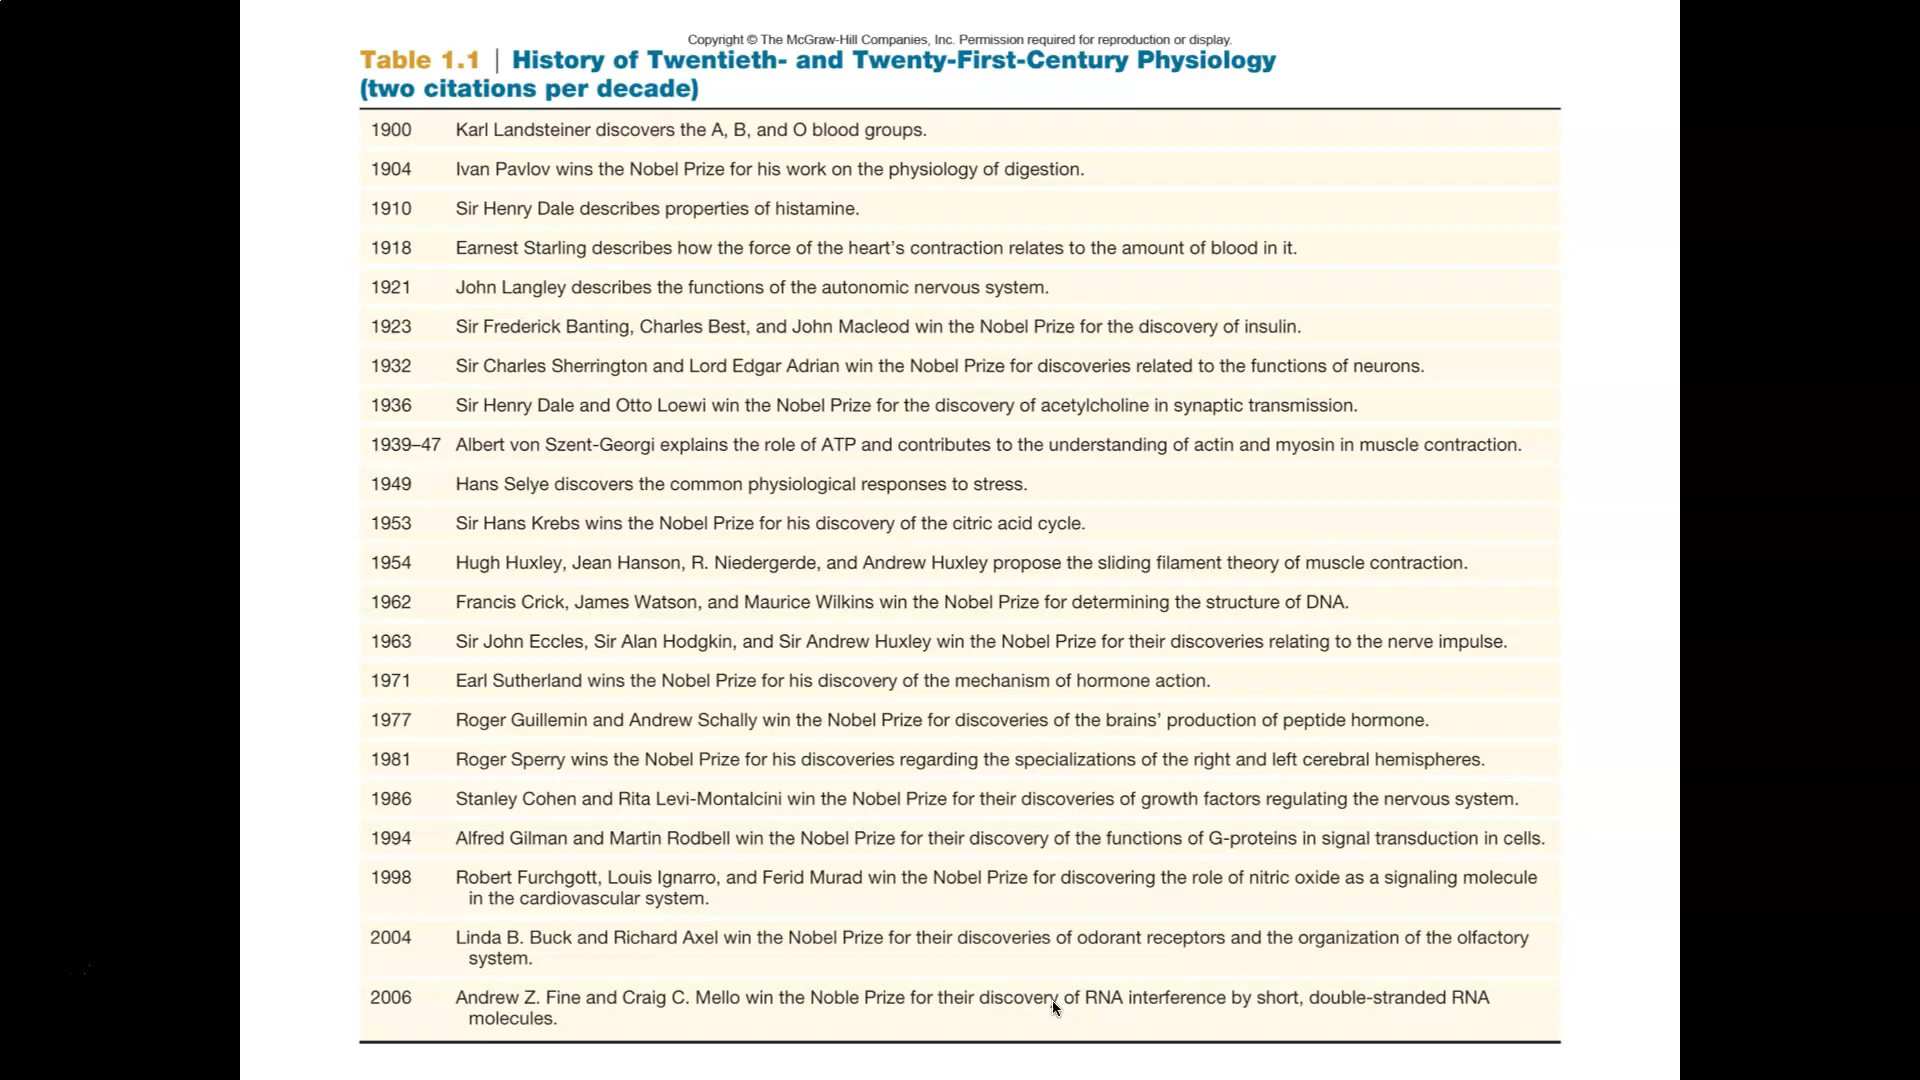 Copyright © The McGraw-Hill Companies, Inc. Permission required for reproduction or display.
Table 1.1 | History of Twentieth- and Twenty-First-Century Physiology
(two citations per decade)
1900 Karl Landsteiner discovers the A, B, and O blood groups.
1904 Ivan Pavlov wins the Nobel Prize for his work on the physiology of digestion.
1910 Sir Henry Dale describes properties of histamine.
1918 Earnest Starling describes how the force of the heart’s contraction relates to the amount of blood in it.
1921 John Langley describes the functions of the autonomic nervous system.
1923 Sir Frederick Banting, Charles Best, and John Macleod win the Nobel Prize for the discovery of insulin.
1932 Sir Charles Sherrington and Lord Edgar Adrian win the Nobel Prize for discoveries related to the functions of neurons.
1936 Sir Henry Dale and Otto Loewi win the Nobel Prize for the discovery of acetylcholine in synaptic transmission.
1939–47 Albert von Szent-Georgi explains the role of ATP and contributes to the understanding of actin and myosin in muscle contraction.
1949 Hans Selye discovers the common physiological responses to stress.
1953 Sir Hans Krebs wins the Nobel Prize for his discovery of the citric acid cycle.
1954 Hugh Huxley, Jean Hanson, R. Niedergerde, and Andrew Huxley propose the sliding filament theory of muscle contraction.
1962 Francis Crick, James Watson, and Maurice Wilkins win the Nobel Prize for determining the structure of DNA.
1963 Sir John Eccles, Sir Alan Hodgkin, and Sir Andrew Huxley win the Nobel Prize for their discoveries relating to the nerve impulse.
1971 Earl Sutherland wins the Nobel Prize for his discovery of the mechanism of hormone action.
1977 Roger Guillemin and Andrew Schally win the Nobel Prize for discoveries of the brains’ production of peptide hormone.
1981 Roger Sperry wins the Nobel Prize for his discoveries regarding the specializations of the right and left cerebral hemispheres.
1986 Stanley Cohen and Rita Levi-Montalcini win the Nobel Prize for their discoveries of growth factors regulating the nervous system.
1994 Alfred Gilman and Martin Rodbell win the Nobel Prize for their discovery of the functions of G-proteins in signal transduction in cells.
1998 Robert Furchgott, Louis Ignarro, and Ferid Murad win the Nobel Prize for discovering the role of nitric oxide as a signaling molecule
in the cardiovascular system.
2004 Linda B. Buck and Richard Axel win the Nobel Prize for their discoveries of odorant receptors and the organization of the olfactory
system.
2006 Andrew Z. Fine and Craig C. Mello win the Noble Prize for their discovery of RNA interference by short, double-stranded RNA
molecules.